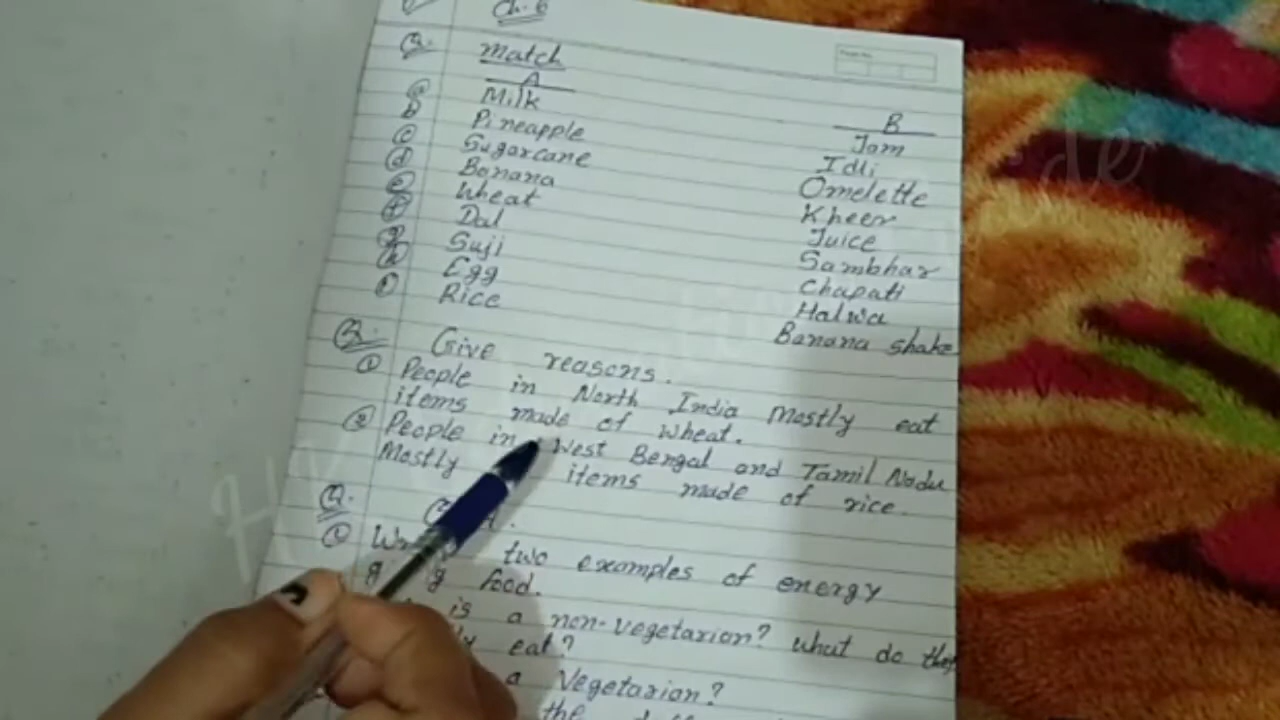 Ch. 6
Q. Match
A B
a Milk Jam
b Pineapple Idli
c Sugarcane Omelette
d Banana Kheer
e Wheat Juice
f Dal Sambhar
g Suji Chapati
h Egg Halwa
i Rice Banana shake
Q. Give reasons.
1 People in North India Mostly eat
items made of wheat.
2 People in West Bengal and Tamil Nadu
Mostly items made of rice.
Q.
1 two examples of energy
food.
is a non-vegetarian? what do they
eat?
a Vegetarian?
the